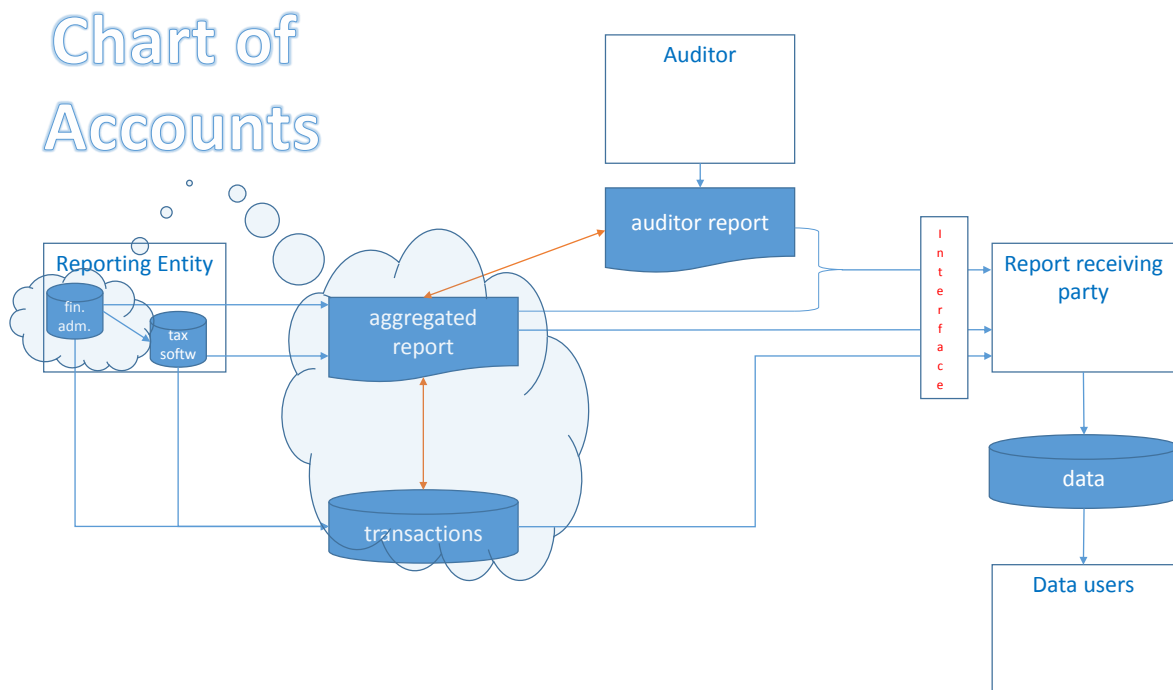 Chart of
Accounts
Auditor
auditor report
Reporting Entity
fin.
adm.
tax
softw
aggregated
report
transactions
Interface
Report receiving
party
data
Data users